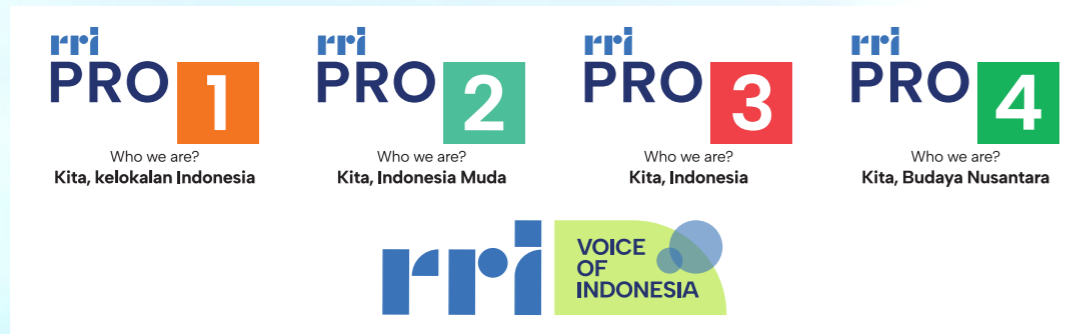 rri
PRO 1
Who we are?
Kita, kelokalan Indonesia
rri
PRO 2
Who we are?
Kita, Indonesia Muda
rri
PRO 3
Who we are?
Kita, Indonesia
rri
PRO 4
Who we are?
Kita, Budaya Nusantara
rri
VOICE
OF
INDONESIA